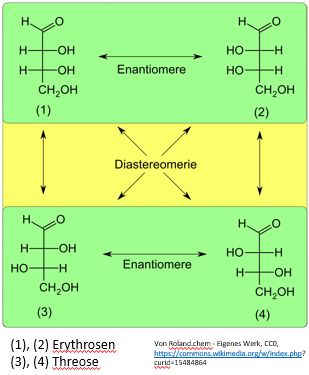 H O H O
H OH HO H
H OH Enantiomere HO H
CH₂OH CH₂OH
(1) (2)
Diastereomerie
H O H O
H OH HO H
HO H Enantiomere H OH
CH₂OH CH₂OH
(3) (4)
(1), (2) Erythrosen
(3), (4) Threose
Von Roland.chem - Eigenes Werk, CC0,
https://commons.wikimedia.org/w/index.php?
curid=15484864